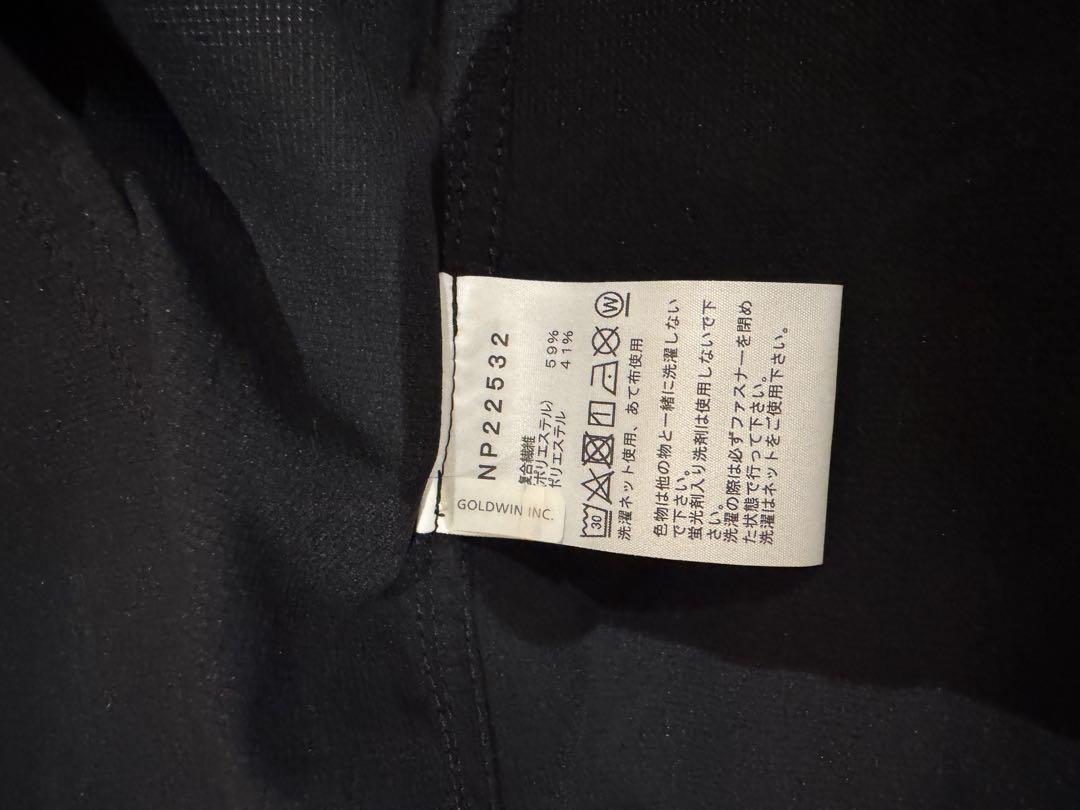 NP22532
複合繊維
(ポリエステル) 59%
ポリエステル 41%
GOLDWIN INC.
30 W
洗濯ネット使用、あて布使用
色物は他の物と一緒に洗濯しない
で下さい。
蛍光剤入り洗剤は使用しないで下
さい。
洗濯の際は必ずファスナーを閉め
た状態で行って下さい。
洗濯はネットをご使用下さい。